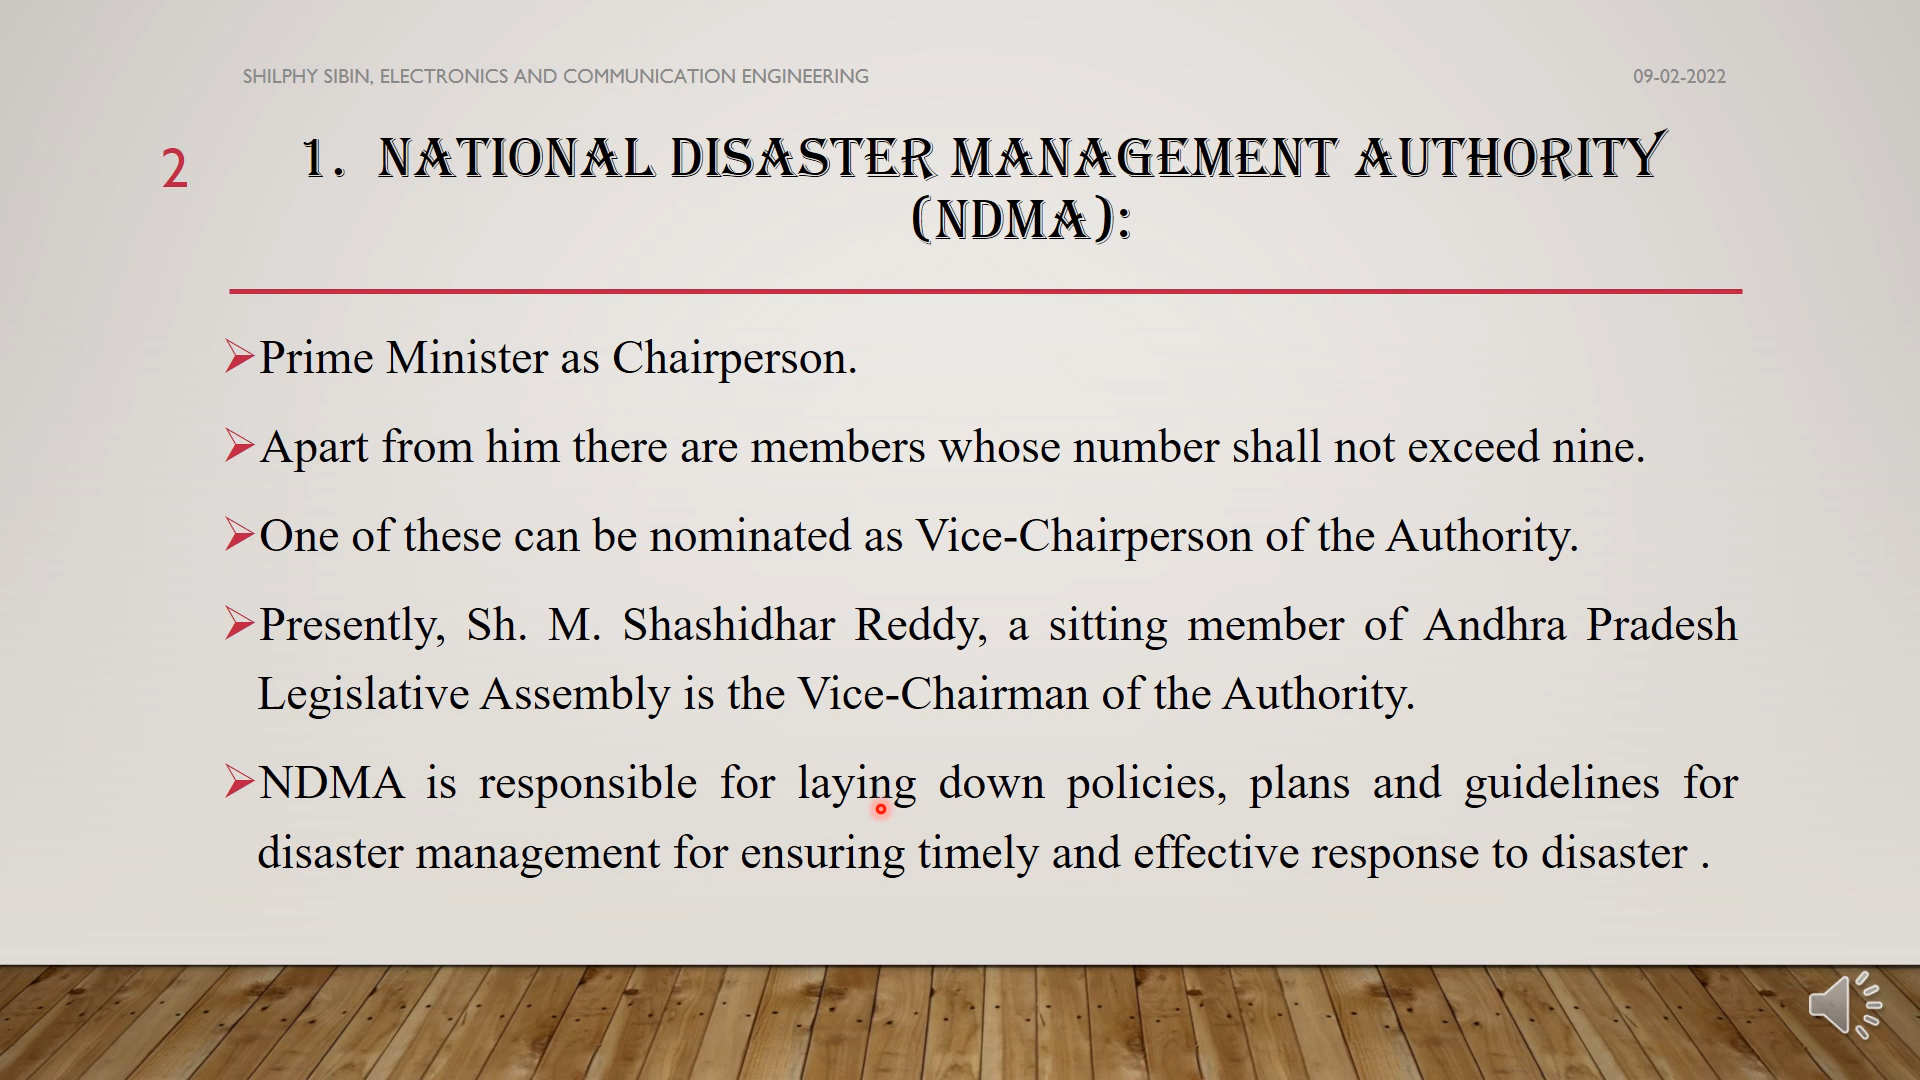 SHILPHY SIBIN, ELECTRONICS AND COMMUNICATION ENGINEERING
09-02-2022
2
1. NATIONAL DISASTER MANAGEMENT AUTHORITY
(NDMA):
➢Prime Minister as Chairperson.
➢Apart from him there are members whose number shall not exceed nine.
➢One of these can be nominated as Vice-Chairperson of the Authority.
➢Presently, Sh. M. Shashidhar Reddy, a sitting member of Andhra Pradesh
Legislative Assembly is the Vice-Chairman of the Authority.
➢NDMA is responsible for laying down policies, plans and guidelines for
disaster management for ensuring timely and effective response to disaster .